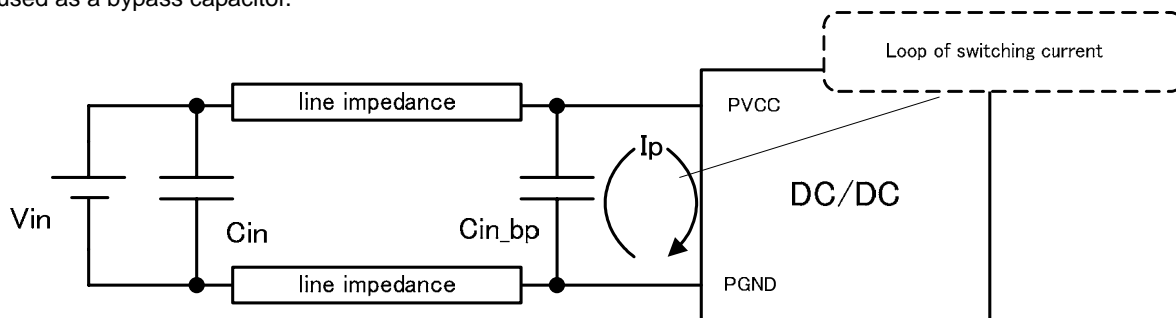 used as a bypass capacitor.
Loop of switching current
line impedance
PVCC
Ip
DC/DC
Vin
Cin
Cin_bp
line impedance
PGND